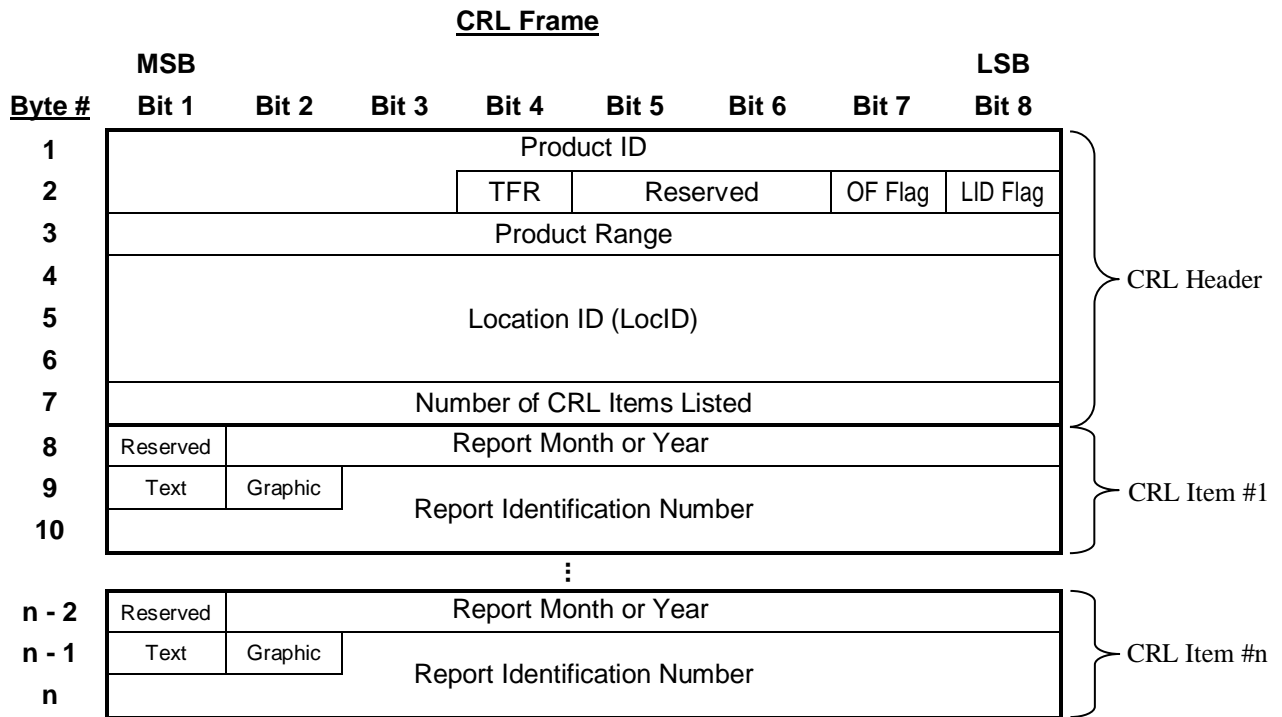 CRL Frame
MSB LSB
Byte # Bit 1 Bit 2 Bit 3 Bit 4 Bit 5 Bit 6 Bit 7 Bit 8
1 Product ID
2 TFR Reserved OF Flag LID Flag
3 Product Range
4
CRL Header
5 Location ID (LocID)
6
7 Number of CRL Items Listed
8 Reserved Report Month or Year
9 Text Graphic
CRL Item #1
Report Identification Number
10
⋮
n - 2 Reserved Report Month or Year
n - 1 Text Graphic CRL Item #n
Report Identification Number
n